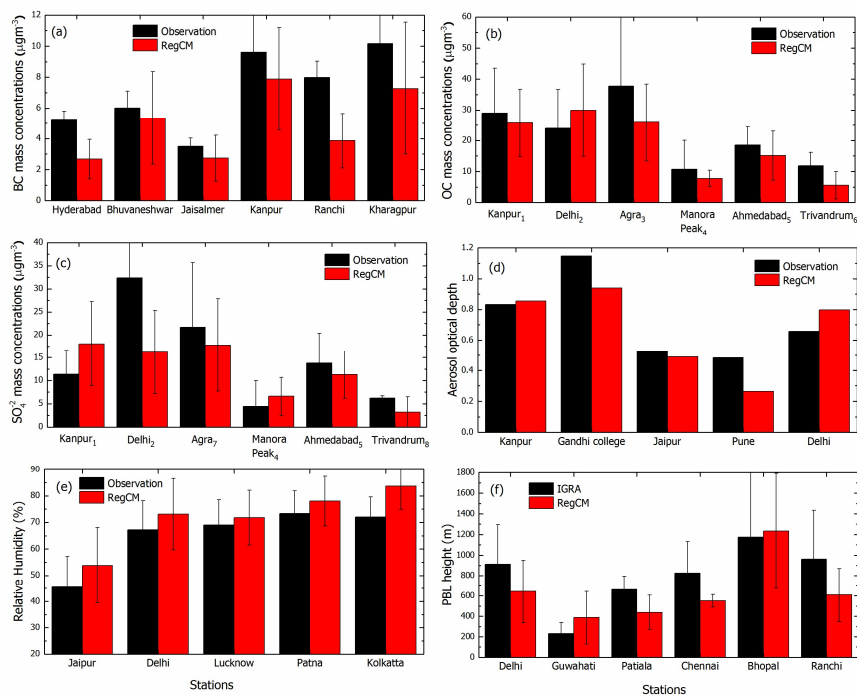 (a)
Observation
RegCM
BC mass concentrations (μgm-3)
12
10
8
6
4
2
0
Hyderabad Bhuvaneshwar Jaisalmer Kanpur Ranchi Kharagpur
(b)
Observation
RegCM
OC mass concentrations (μgm-3)
60
50
40
30
20
10
0
Kanpur1 Delhi2 Agra3 Manora Peak4 Ahmedabad5 Trivandrum6
(c)
Observation
RegCM
SO4-2 mass concentrations (μgm-3)
40
35
30
25
20
15
10
5
0
Kanpur1 Delhi2 Agra7 Manora Peak4 Ahmedabad5 Trivandrum8
(d)
Observation
RegCM
Aerosol optical depth
1.2
1.0
0.8
0.6
0.4
0.2
0.0
Kanpur Gandhi college Jaipur Pune Delhi
(e)
Observation
RegCM
Relative Humidity (%)
90
80
70
60
50
40
30
20
Jaipur Delhi Lucknow Patna Kolkatta
Stations
(f)
IGRA
RegCM
PBL height (m)
1800
1600
1400
1200
1000
800
600
400
200
0
Delhi Guwahati Patiala Chennai Bhopal Ranchi
Stations